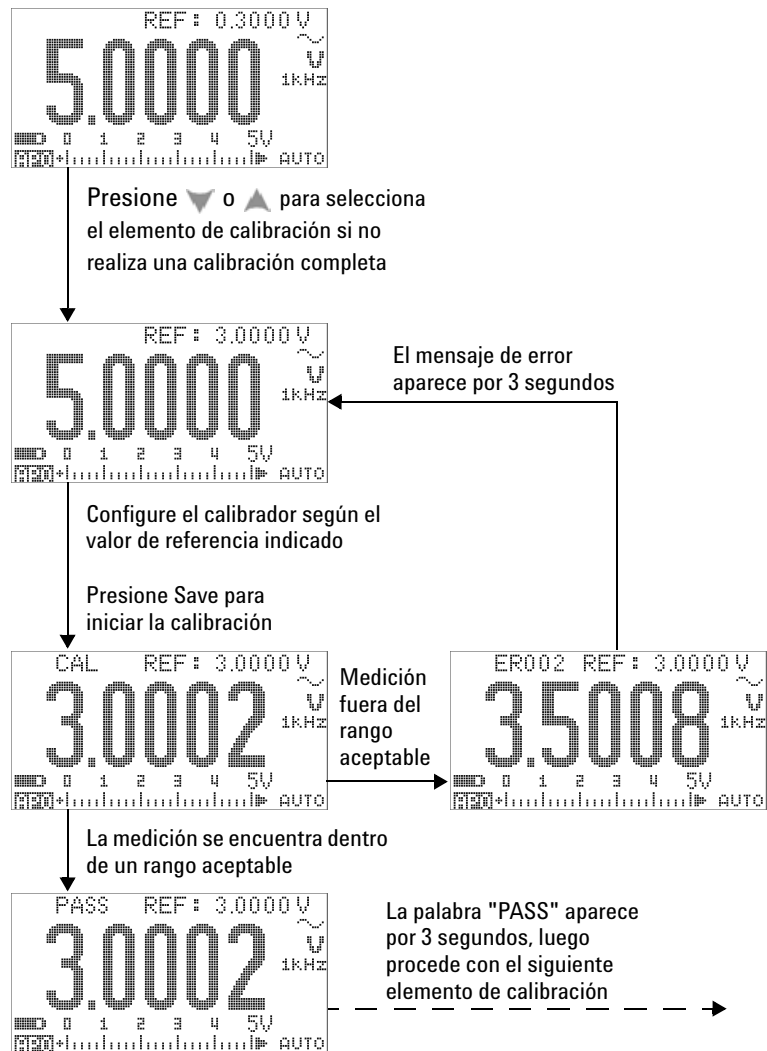 REF: 0.3000 V
5.0000 V
1kHz
0 1 2 3 4 5V
APO AUTO
Presione o para selecciona
el elemento de calibración si no
realiza una calibración completa
REF: 3.0000 V
5.0000 V
1kHz
0 1 2 3 4 5V
APO AUTO
El mensaje de error
aparece por 3 segundos
Configure el calibrador según el
valor de referencia indicado
Presione Save para
iniciar la calibración
CAL REF: 3.0000 V
3.0002 V
1kHz
0 1 2 3 4 5V
APO AUTO
Medición
fuera del
rango
aceptable
ER002 REF: 3.0000 V
3.5008 V
1kHz
0 1 2 3 4 5V
APO AUTO
La medición se encuentra dentro
de un rango aceptable
PASS REF: 3.0000 V
3.0002 V
1kHz
0 1 2 3 4 5V
APO AUTO
La palabra "PASS" aparece
por 3 segundos, luego
procede con el siguiente
elemento de calibración